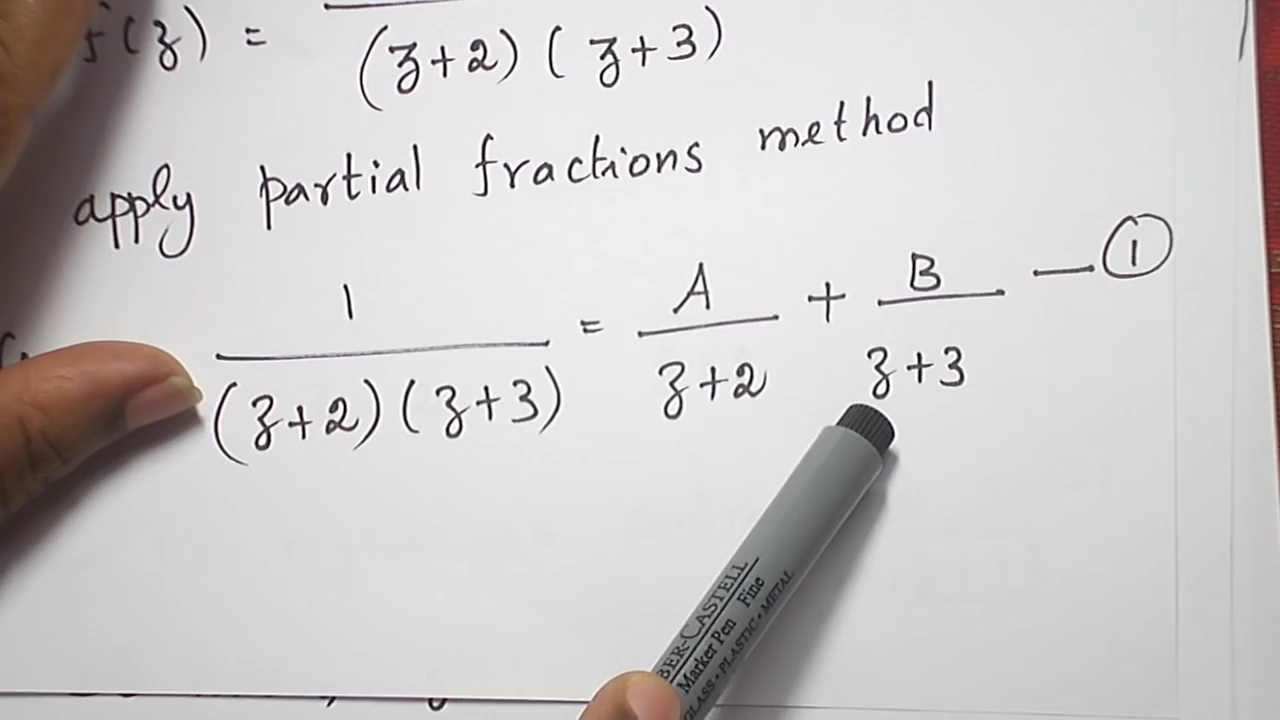 f(z) = ———
(z+2) (z+3)
apply partial fractions method
1 / (z+2) (z+3) = A / z+2 + B / z+3 — ①
BER-CASTELL
Marker Pen Fine
GLASS • PLASTIC • METAL